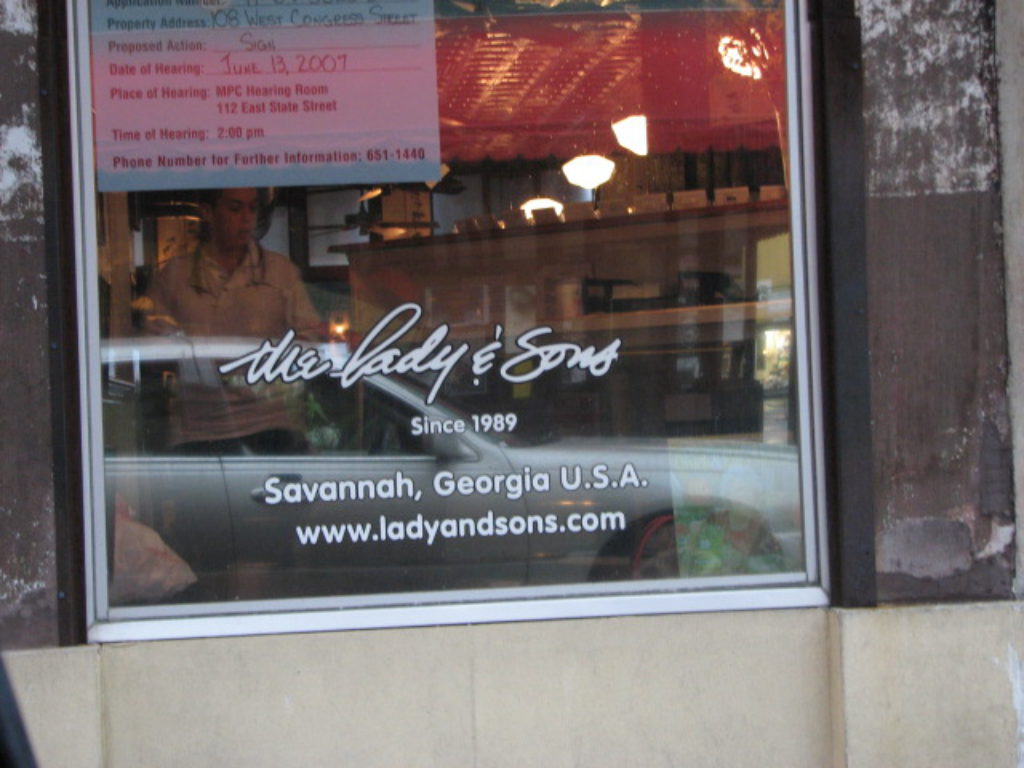 Application Number:
Property Address: 108 WEST CONGRESS STREET
Proposed Action: SIGN
Date of Hearing: JUNE 13, 2007
Place of Hearing: MPC Hearing Room
112 East State Street
Time of Hearing: 2:00 pm
Phone Number for Further Information: 651-1440
the Lady & Sons
Since 1989
Savannah, Georgia U.S.A.
www.ladyandsons.com